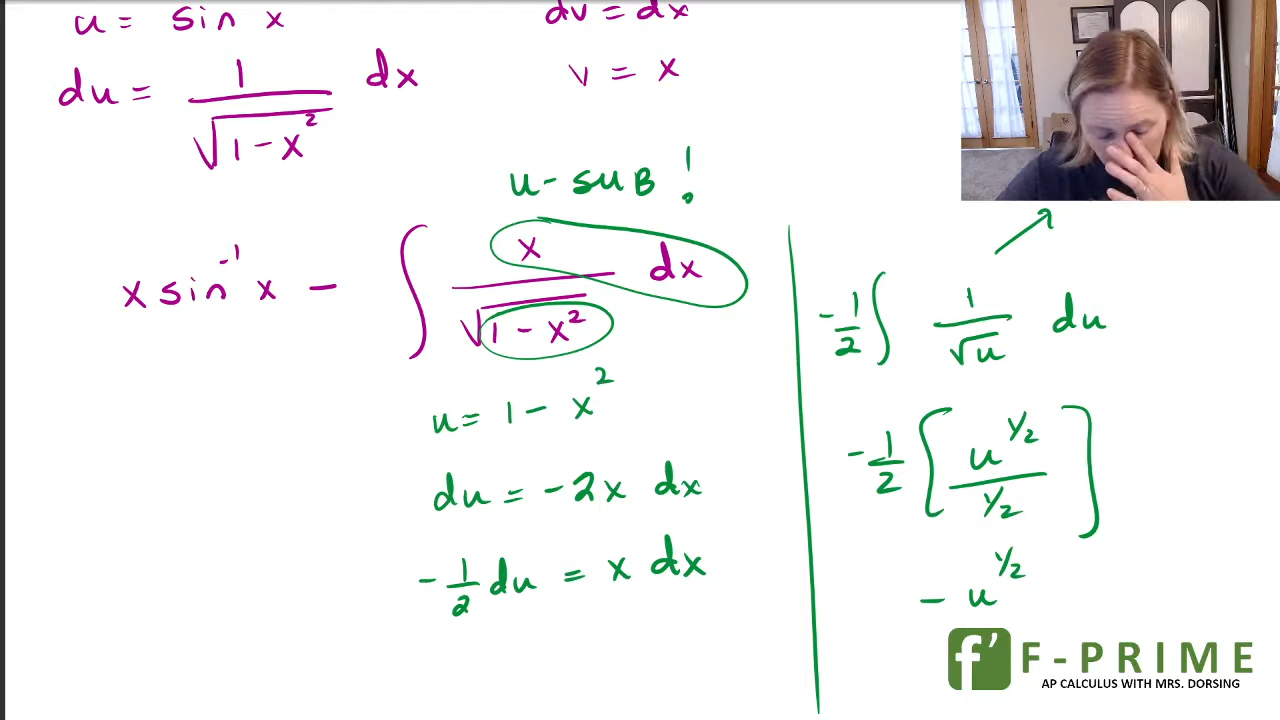 u = sin x
dv = dx
du = 1/√(1-x²) dx
v = x
u-sub!
x sin⁻¹ x - ∫ x/√(1-x²) dx
u = 1 - x²
du = -2x dx
-1/2 du = x dx
-1/2 ∫ 1/√u du
-1/2 [u^(1/2)/(1/2)]
- u^(1/2)
f' F-PRIME
AP CALCULUS WITH MRS. DORSING